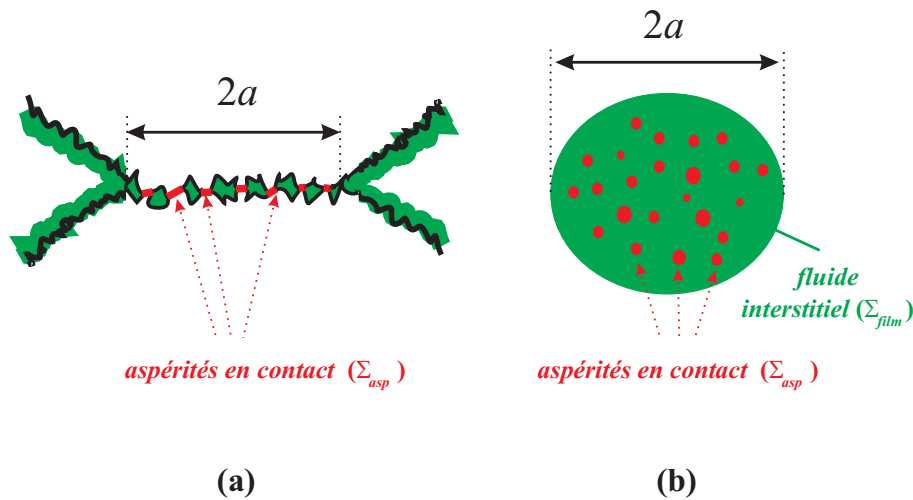 2a
2a
fluide
interstitiel (Σfilm)
aspérités en contact (Σasp )
aspérités en contact (Σasp )
(a)
(b)